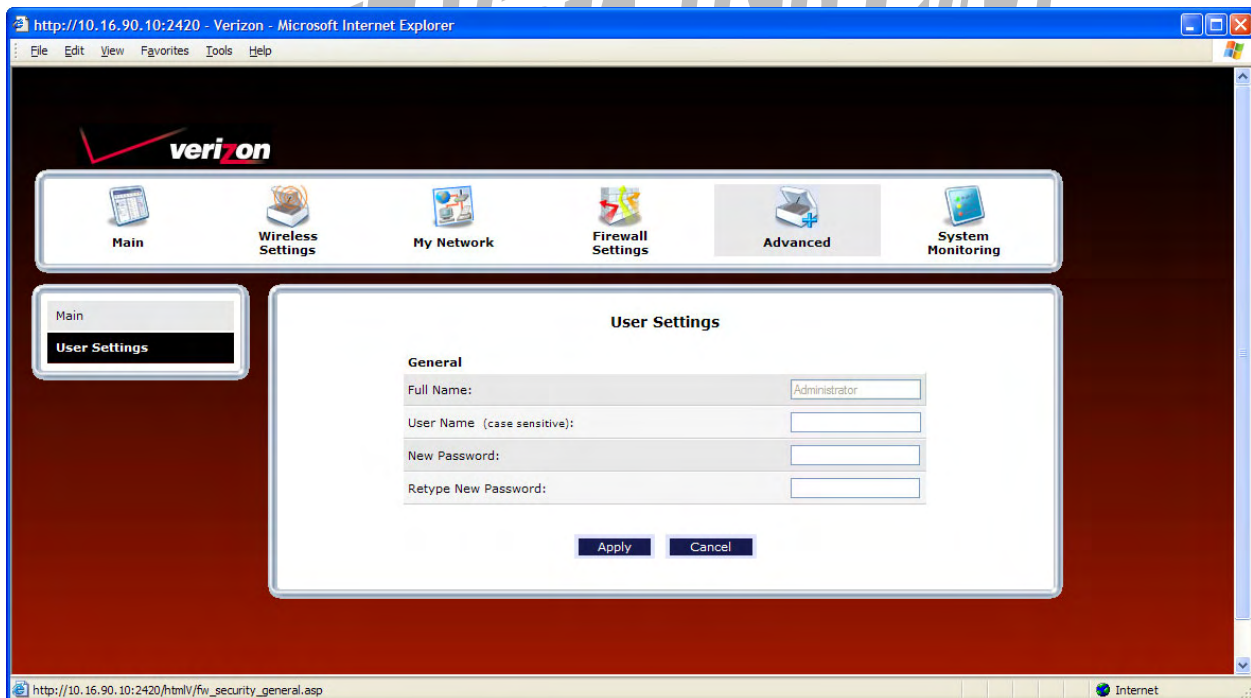 http://10.16.90.10:2420 - Verizon - Microsoft Internet Explorer
File Edit View Favorites Tools Help
verizon
Main
Wireless Settings
My Network
Firewall Settings
Advanced
System Monitoring
Main
User Settings
User Settings
General
Full Name: Administrator
User Name (case sensitive):
New Password:
Retype New Password:
Apply Cancel
http://10.16.90.10:2420/htmlV/fw_security_general.asp Internet